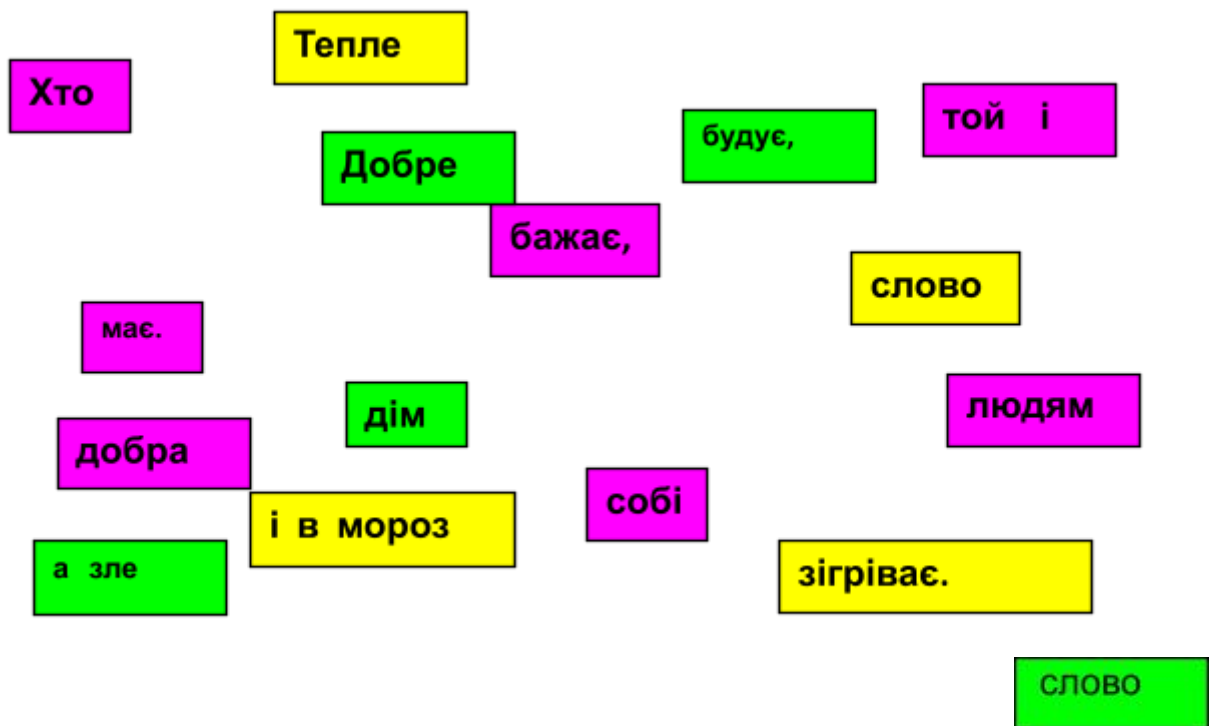 Тепле
Хто
той і
будує,
Добре
бажає,
слово
має.
людям
дім
добра
собі
і в мороз
а зле
зігріває.
слово